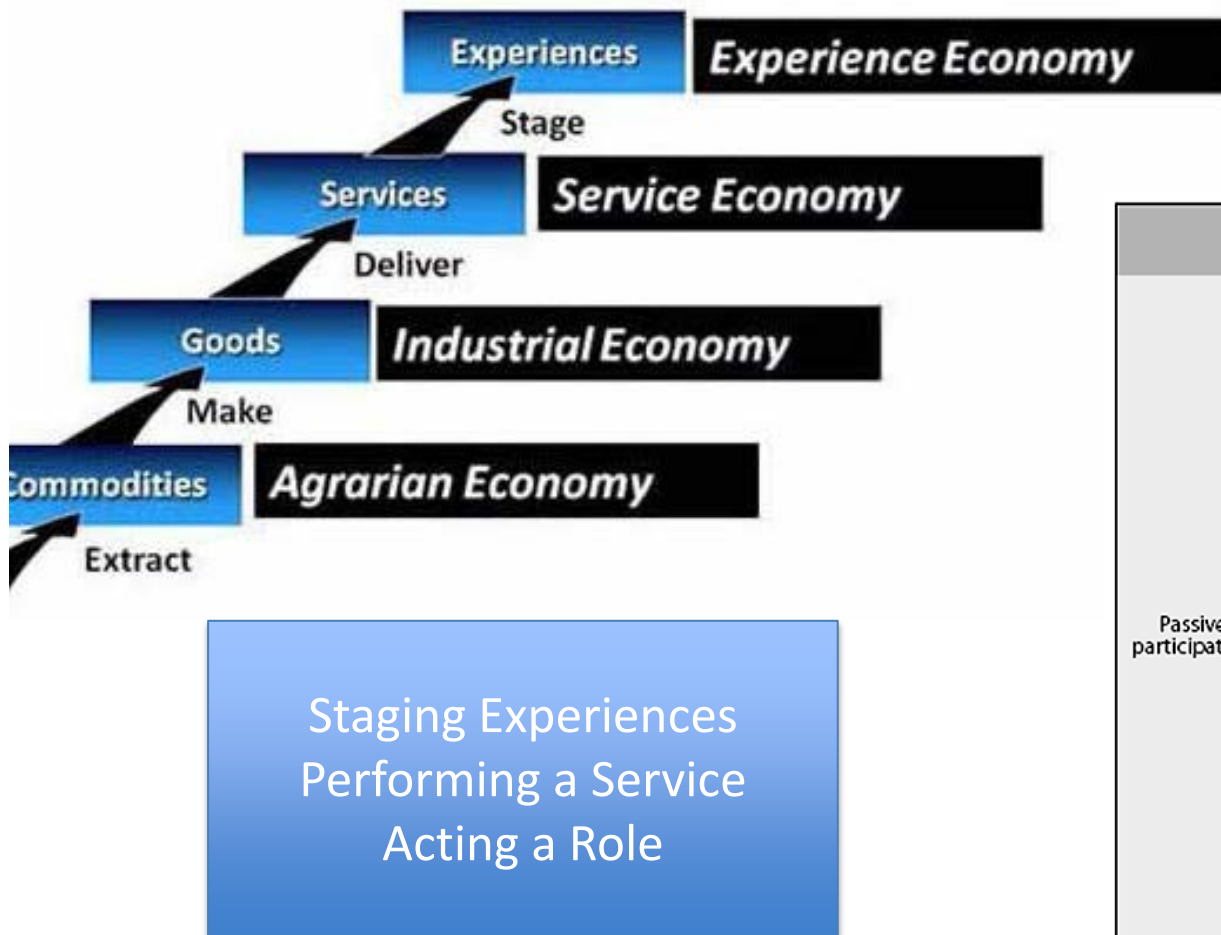 Experiences
Experience Economy
Stage
Services
Service Economy
Deliver
Goods
Industrial Economy
Make
Commodities
Agrarian Economy
Extract
Staging Experiences
Performing a Service
Acting a Role
Passive
participat